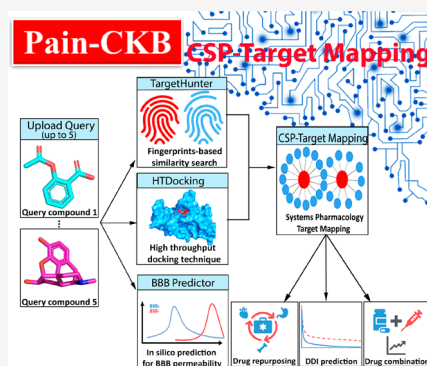 Pain-CKB
CSP-Target Mapping
TargetHunter
Fingerprints-based
similarity search
Upload Query
(up to 5)
Query compound 1
Query compound 5
HTDocking
High throughput
docking technique
CSP-Target Mapping
Systems Pharmacology
Target Mapping
BBB Predictor
BBB-
BBB+
In silico prediction
for BBB permeability
Drug repurposing
DDI prediction
Drug combination